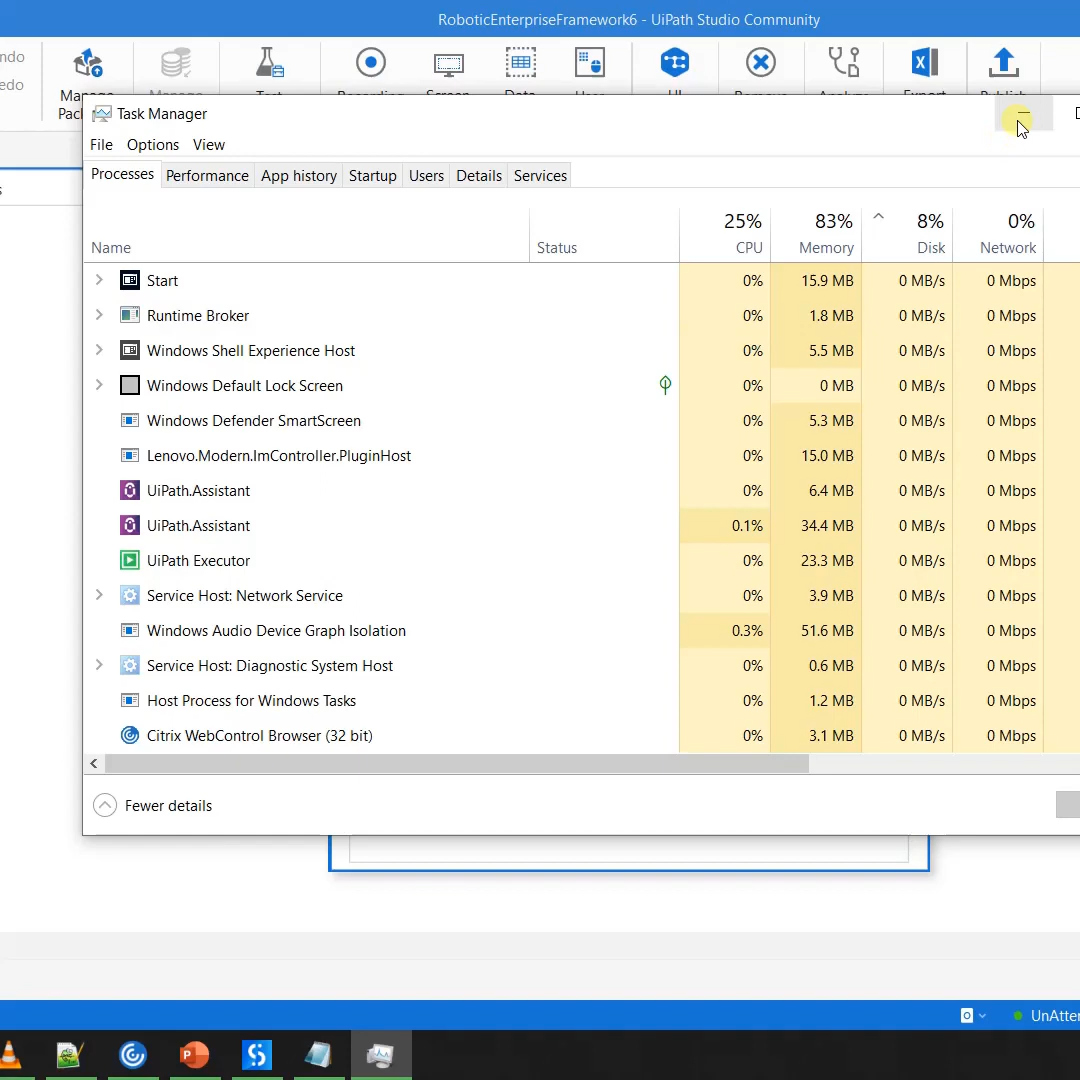 RoboticEnterpriseFramework6 - UiPath Studio Community
ndo
edo
Task Manager
File Options View
Processes Performance App history Startup Users Details Services
25% 83% 8% 0%
Name Status CPU Memory Disk Network
Start 0% 15.9 MB 0 MB/s 0 Mbps
Runtime Broker 0% 1.8 MB 0 MB/s 0 Mbps
Windows Shell Experience Host 0% 5.5 MB 0 MB/s 0 Mbps
Windows Default Lock Screen 0% 0 MB 0 MB/s 0 Mbps
Windows Defender SmartScreen 0% 5.3 MB 0 MB/s 0 Mbps
Lenovo.Modern.ImController.PluginHost 0% 15.0 MB 0 MB/s 0 Mbps
UiPath.Assistant 0% 6.4 MB 0 MB/s 0 Mbps
UiPath.Assistant 0.1% 34.4 MB 0 MB/s 0 Mbps
UiPath Executor 0% 23.3 MB 0 MB/s 0 Mbps
Service Host: Network Service 0% 3.9 MB 0 MB/s 0 Mbps
Windows Audio Device Graph Isolation 0.3% 51.6 MB 0 MB/s 0 Mbps
Service Host: Diagnostic System Host 0% 0.6 MB 0 MB/s 0 Mbps
Host Process for Windows Tasks 0% 1.2 MB 0 MB/s 0 Mbps
Citrix WebControl Browser (32 bit) 0% 3.1 MB 0 MB/s 0 Mbps
Fewer details
UnAtter